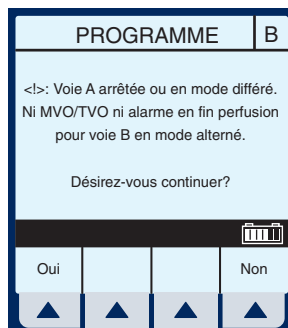 PROGRAMME B
<!>: Voie A arrêtée ou en mode différé.
Ni MVO/TVO ni alarme en fin perfusion
pour voie B en mode alterné.
Désirez-vous continuer?
Oui Non